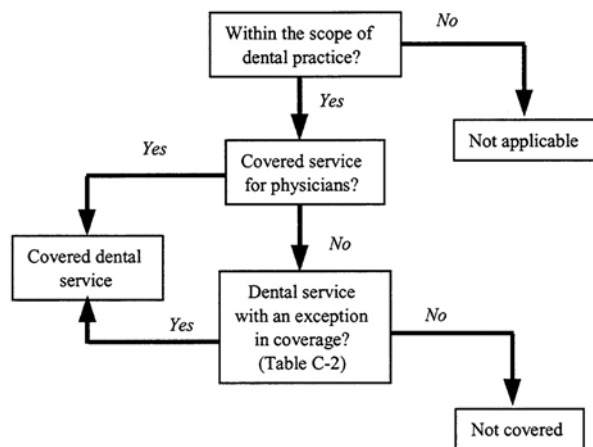 Within the scope of
dental practice?
No
Yes
Not applicable
Yes
Covered service
for physicians?
No
Covered dental
service
Dental service
with an exception
in coverage?
(Table C-2)
Yes
No
Not covered